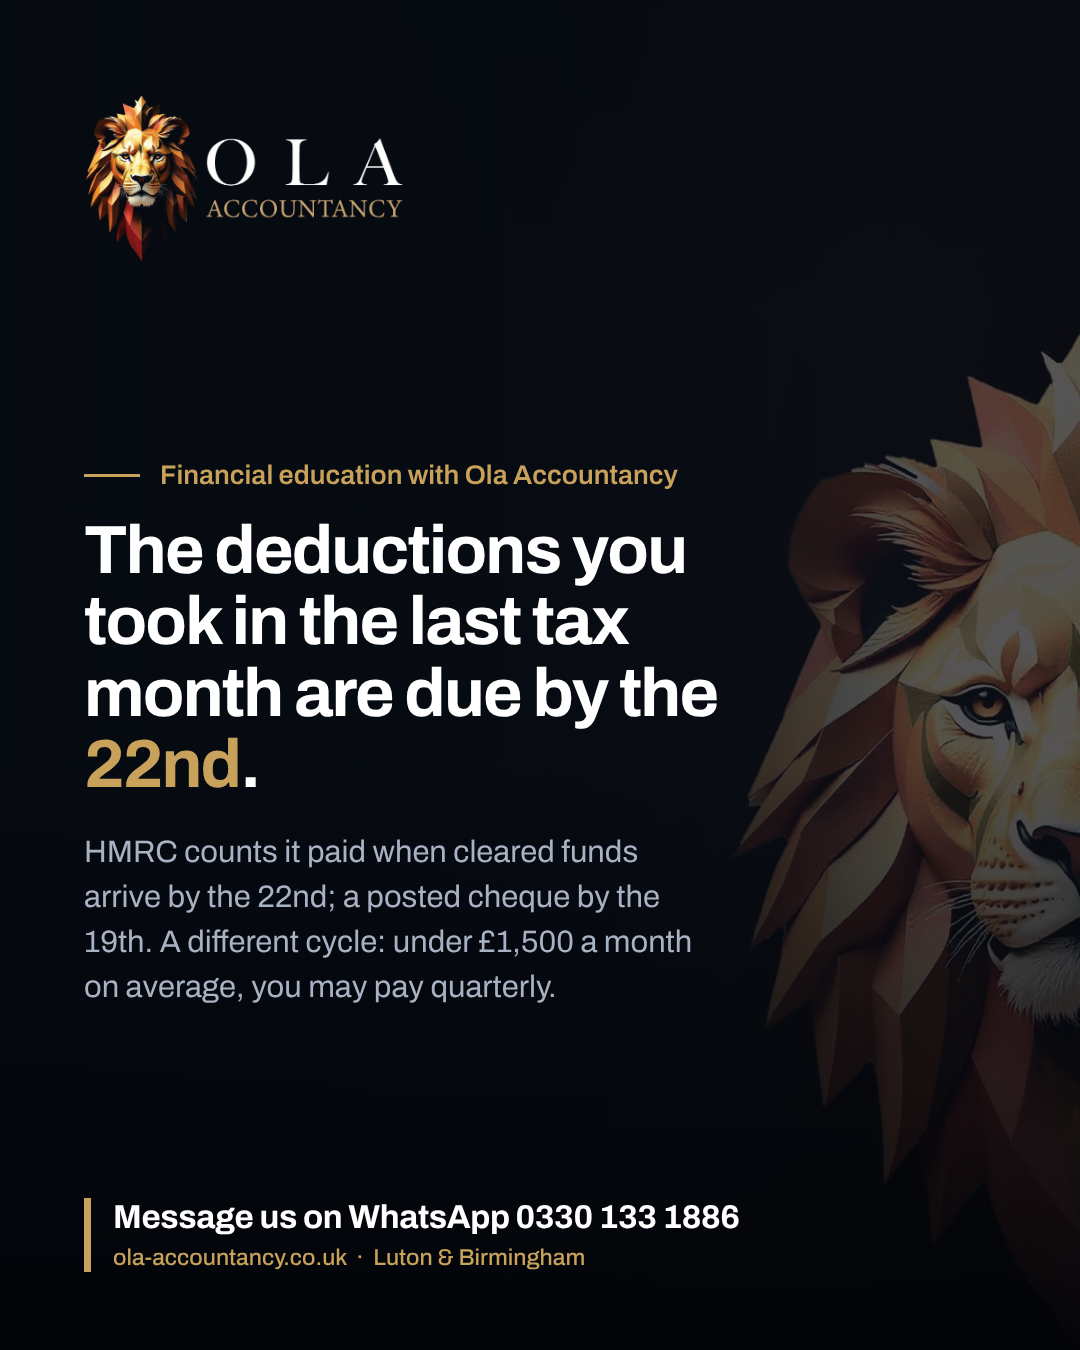 OLA
ACCOUNTANCY
Financial education with Ola Accountancy
The deductions you
took in the last tax
month are due by the
22nd.
HMRC counts it paid when cleared funds
arrive by the 22nd; a posted cheque by the
19th. A different cycle: under £1,500 a month
on average, you may pay quarterly.
Message us on WhatsApp 0330 133 1886
ola-accountancy.co.uk · Luton & Birmingham